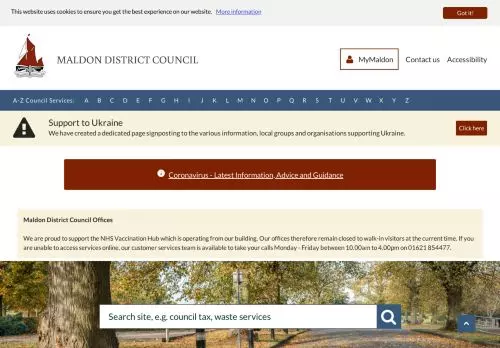 This website uses cookies to ensure you get the best experience on our website. More information
Got it!
MALDON DISTRICT COUNCIL
MyMaldon
Contact us
Accessibility
A-Z Council Services: A B C D E F G H I J K L M N O P Q R S T U V W X Y Z
Support to Ukraine
We have created a dedicated page signposting to the various information, local groups and organisations supporting Ukraine.
Click here
Coronavirus - Latest Information, Advice and Guidance
Maldon District Council Offices
We are proud to support the NHS Vaccination Hub which is operating from our building. Our offices therefore remain closed to walk-in visitors at the current time. If you
are unable to access services online, our customer services team is available to take your calls Monday - Friday between 10.00am to 4.00pm on 01621 854477.
Search site, e.g. council tax, waste services